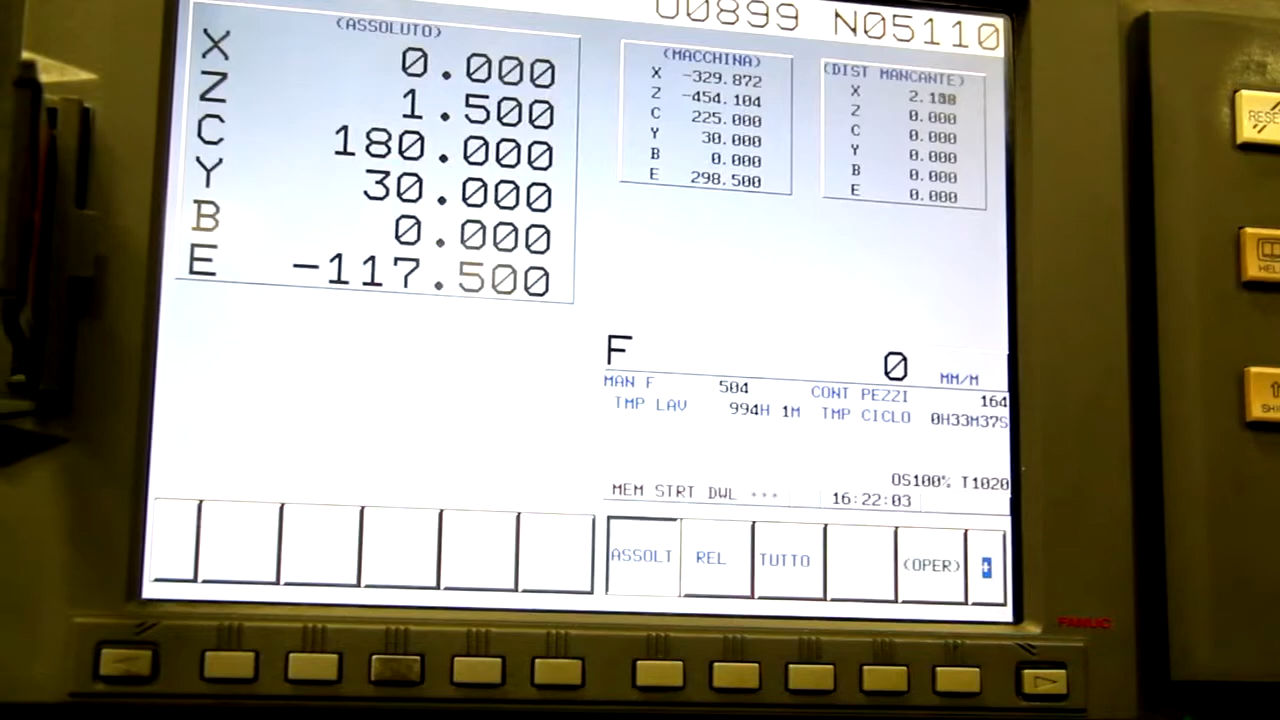 O0899 N05110
(ASSOLUTO)
X 0.000
Z 1.500
C 180.000
Y 30.000
B 0.000
E -117.500
(MACCHINA)
X -329.872
Z -454.104
C 225.000
Y 30.000
B 0.000
E 298.500
(DIST MANCANTE)
X
Z 0.000
C 0.000
Y 0.000
B 0.000
E 0.000
F 0 MM/M
MAN F 504 CONT PEZZI 164
TMP LAV 994H 1M TMP CICLO 0H33M37S
OS100% T1020
MEM STRT DWL *** 16:22:03
ASSOLT REL TUTTO (OPER) +
FANUC
RESE
HEL
SH